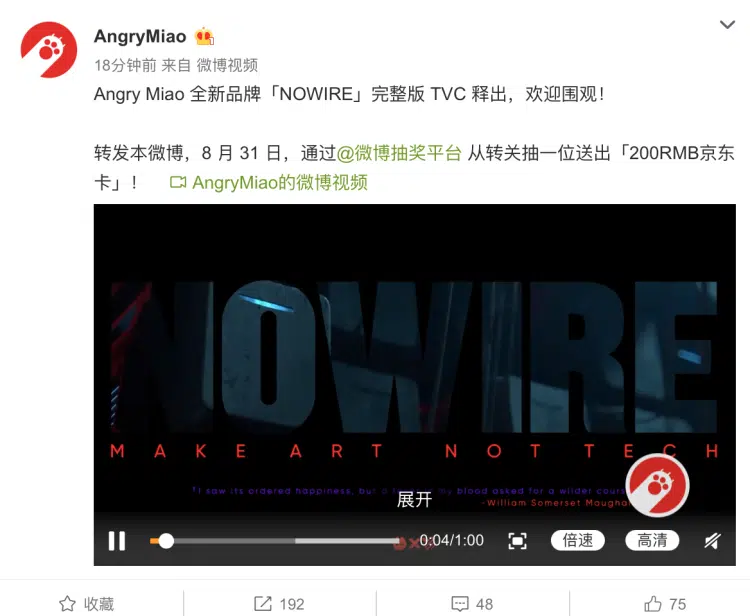 AngryMiao
18分钟前 来自 微博视频
Angry Miao 全新品牌「NOWIRE」完整版 TVC 释出，欢迎围观！
转发本微博，8 月 31 日，通过@微博抽奖平台 从转关抽一位送出「200RMB京东
卡」！ AngryMiao的微博视频
NOWIRE
MAKE ART NOT TECH
"I saw its ordered happiness, but my blood asked for a wilder cours
-William Somerset Maugha
展开
0:04/1:00 倍速 高清
收藏 192 48 75